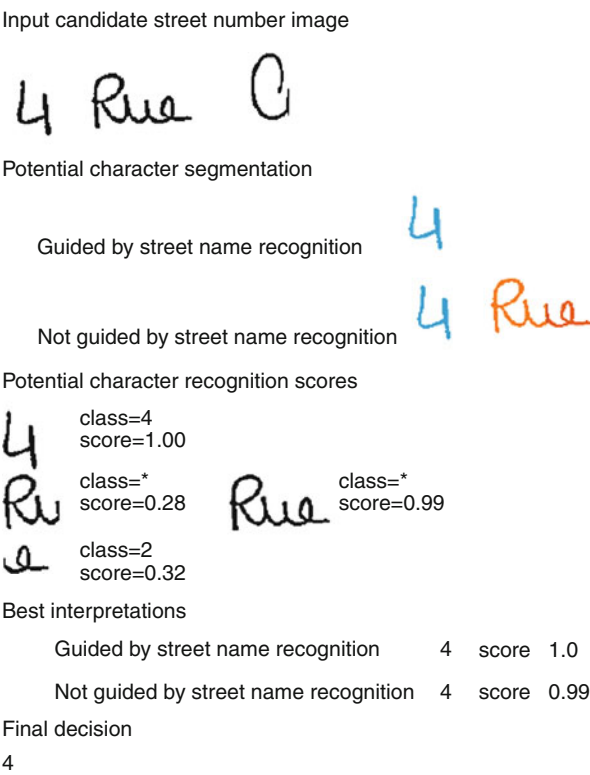 Input candidate street number image
4 Rue C
Potential character segmentation
Guided by street name recognition 4
Not guided by street name recognition 4 Rue
Potential character recognition scores
4 class=4
score=1.00
Ru class=*
score=0.28
Rue class=*
score=0.99
e class=2
score=0.32
Best interpretations
Guided by street name recognition 4 score 1.0
Not guided by street name recognition 4 score 0.99
Final decision
4